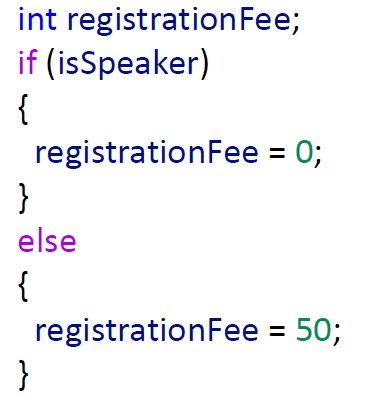 int registrationFee;
if (isSpeaker)
{
  registrationFee = 0;
}
else
{
  registrationFee = 50;
}